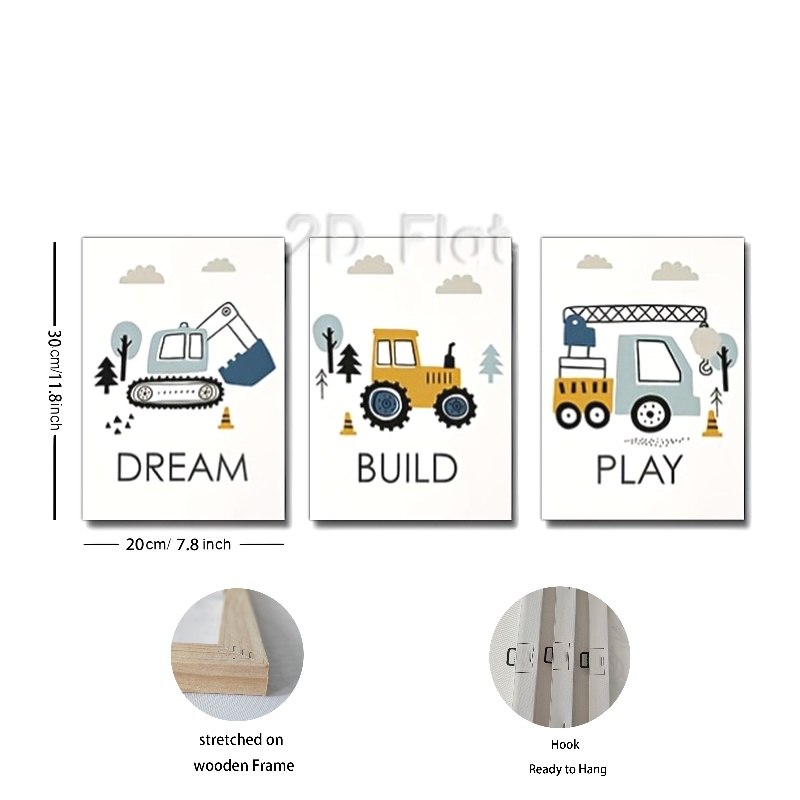 2D Flat
30cm/11.8inch
DREAM
BUILD
PLAY
20cm/ 7.8 inch
stretched on
wooden Frame
Hook
Ready to Hang